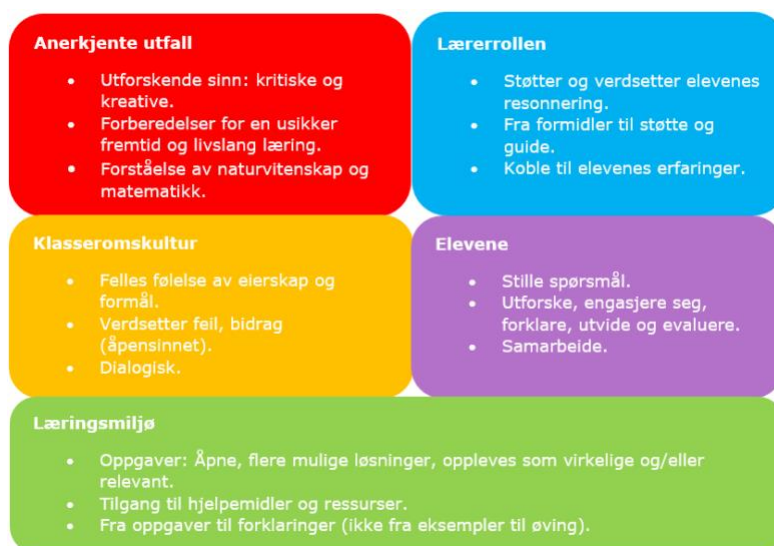 Anerkjente utfall
• Utforskende sinn: kritiske og
kreative.
• Forberedelser for en usikker
fremtid og livslang læring.
• Forståelse av naturvitenskap og
matematikk.
Lærerrollen
• Støtter og verdsetter elevenes
resonnering.
• Fra formidler til støtte og
guide.
• Koble til elevenes erfaringer.
Klasseromskultur
• Felles følelse av eierskap og
formål.
• Verdsetter feil, bidrag
(åpensinnet).
• Dialogisk.
Elevene
• Stille spørsmål.
• Utforske, engasjere seg,
forklare, utvide og evaluere.
• Samarbeide.
Læringsmiljø
• Oppgaver: Åpne, flere mulige løsninger, oppleves som virkelige og/eller
relevant.
• Tilgang til hjelpemidler og ressurser.
• Fra oppgaver til forklaringer (ikke fra eksempler til øving).